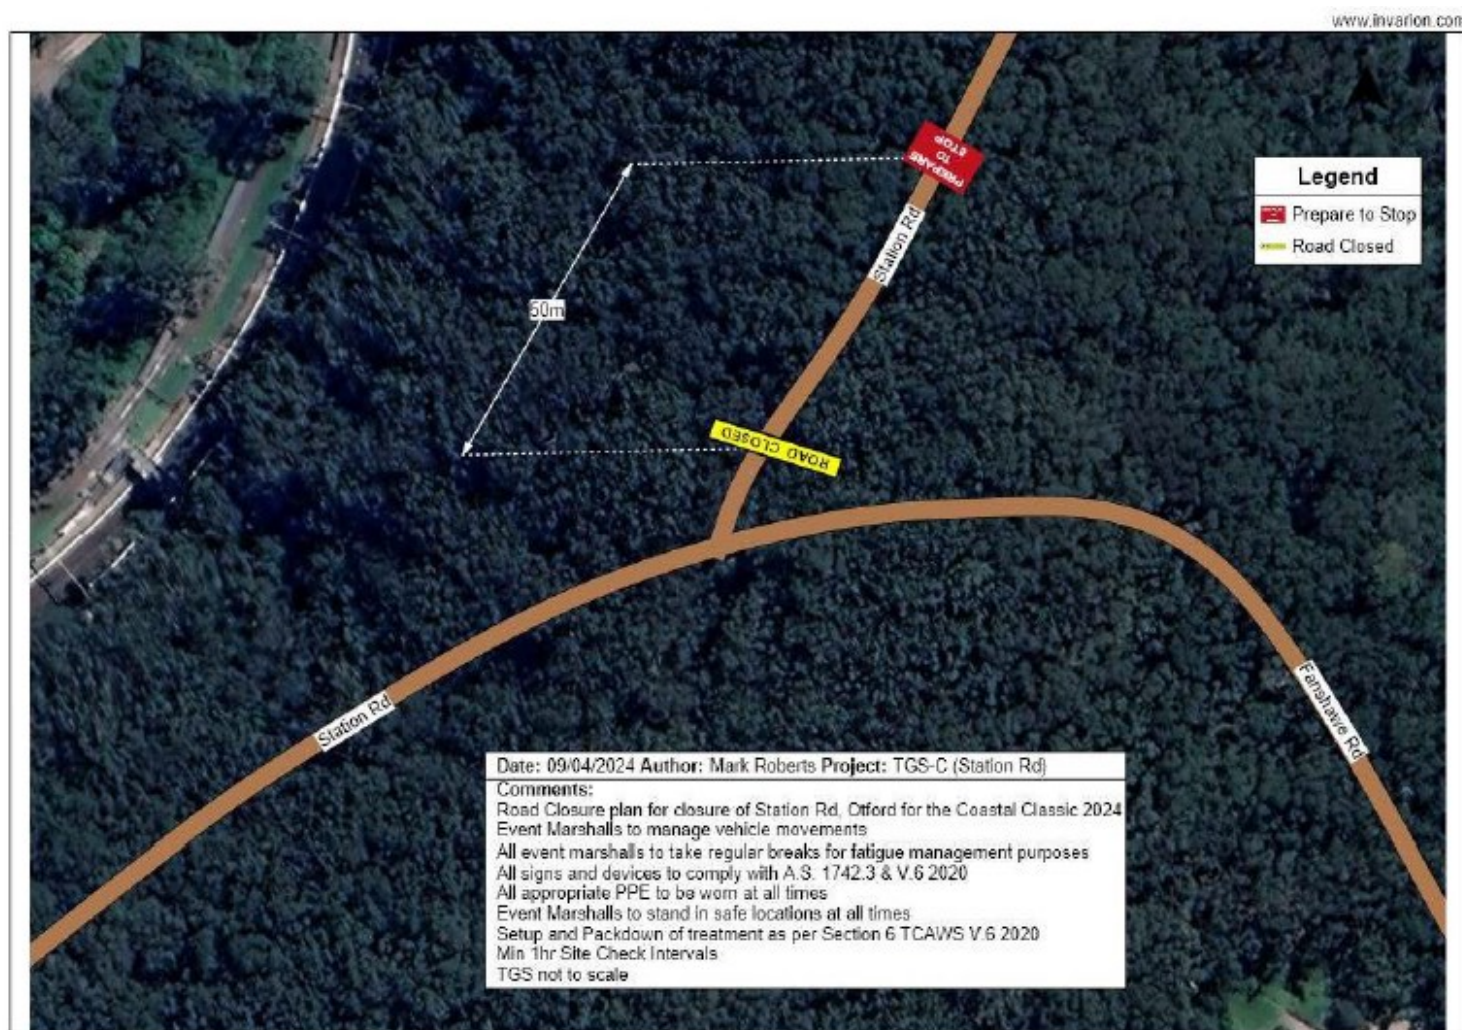 www.invarion.com
PREPARE
TO
STOP
Legend
Prepare to Stop
Road Closed
Station Rd
50m
ROAD CLOSED
Station Rd
Fanshawe Rd
Date: 09/04/2024 Author: Mark Roberts Project: TGS-C (Station Rd)
Comments:
Road Closure plan for closure of Station Rd, Otford for the Coastal Classic 2024
Event Marshalls to manage vehicle movements
All event marshalls to take regular breaks for fatigue management purposes
All signs and devices to comply with A.S. 1742.3 & V.6 2020
All appropriate PPE to be worn at all times
Event Marshalls to stand in safe locations at all times
Setup and Packdown of treatment as per Section 6 TCAWS V.6 2020
Min 1hr Site Check Intervals
TGS not to scale